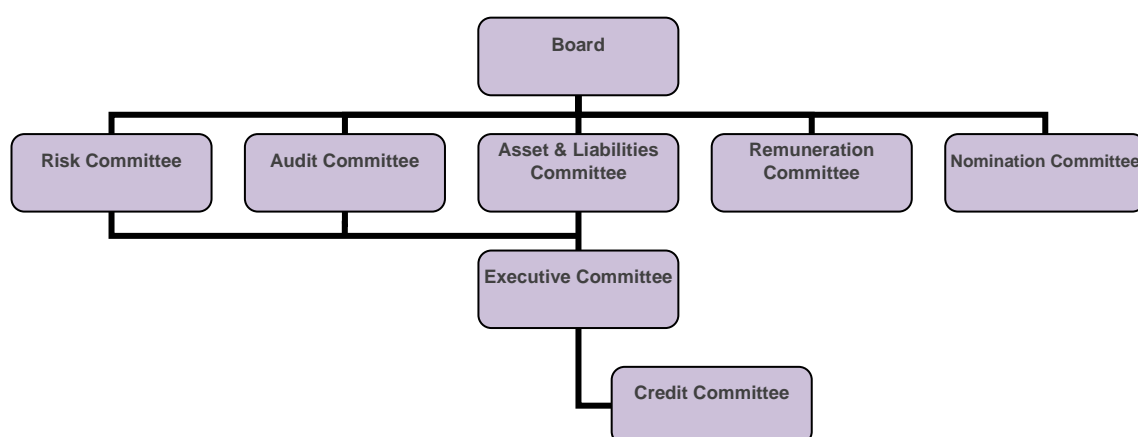 Board
Risk Committee
Audit Committee
Asset & Liabilities
Committee
Remuneration
Committee
Nomination Committee
Executive Committee
Credit Committee